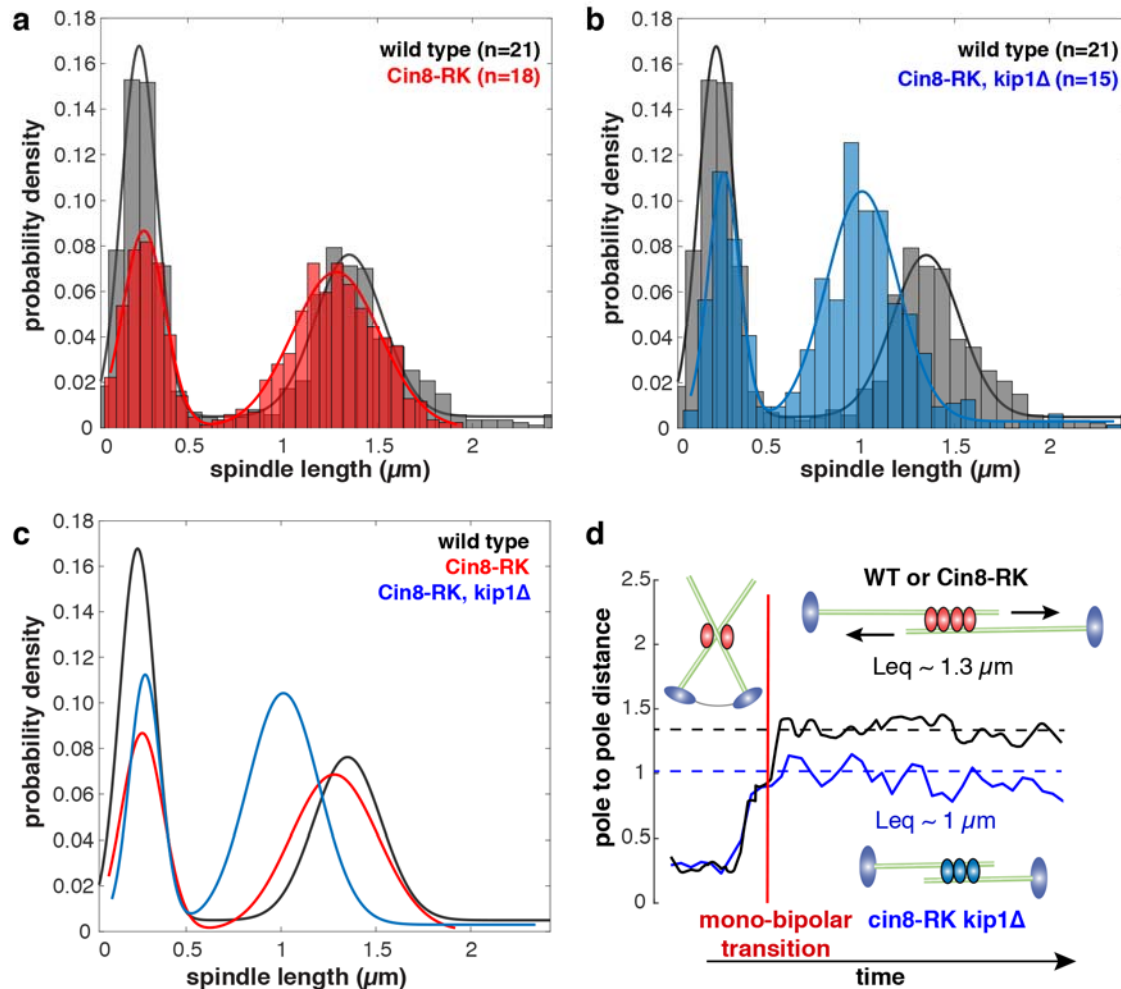 a
0.18
0.16
0.14
0.12
0.10
0.08
0.06
0.04
0.02
0
probability density
wild type (n=21)
Cin8-RK (n=18)
0 0.5 1 1.5 2
spindle length (µm)
b
0.18
0.16
0.14
0.12
0.10
0.08
0.06
0.04
0.02
0
probability density
wild type (n=21)
Cin8-RK, kip1Δ (n=15)
0 0.5 1 1.5 2
spindle length (µm)
c
0.18
0.16
0.14
0.12
0.10
0.08
0.06
0.04
0.02
0
probability density
wild type
Cin8-RK
Cin8-RK, kip1Δ
0 0.5 1 1.5 2
spindle length (µm)
d
2.5
2
1.5
1
0.5
0
pole to pole distance
WT or Cin8-RK
Leq ~ 1.3 µm
Leq ~ 1 µm
mono-bipolar
transition
cin8-RK kip1Δ
time